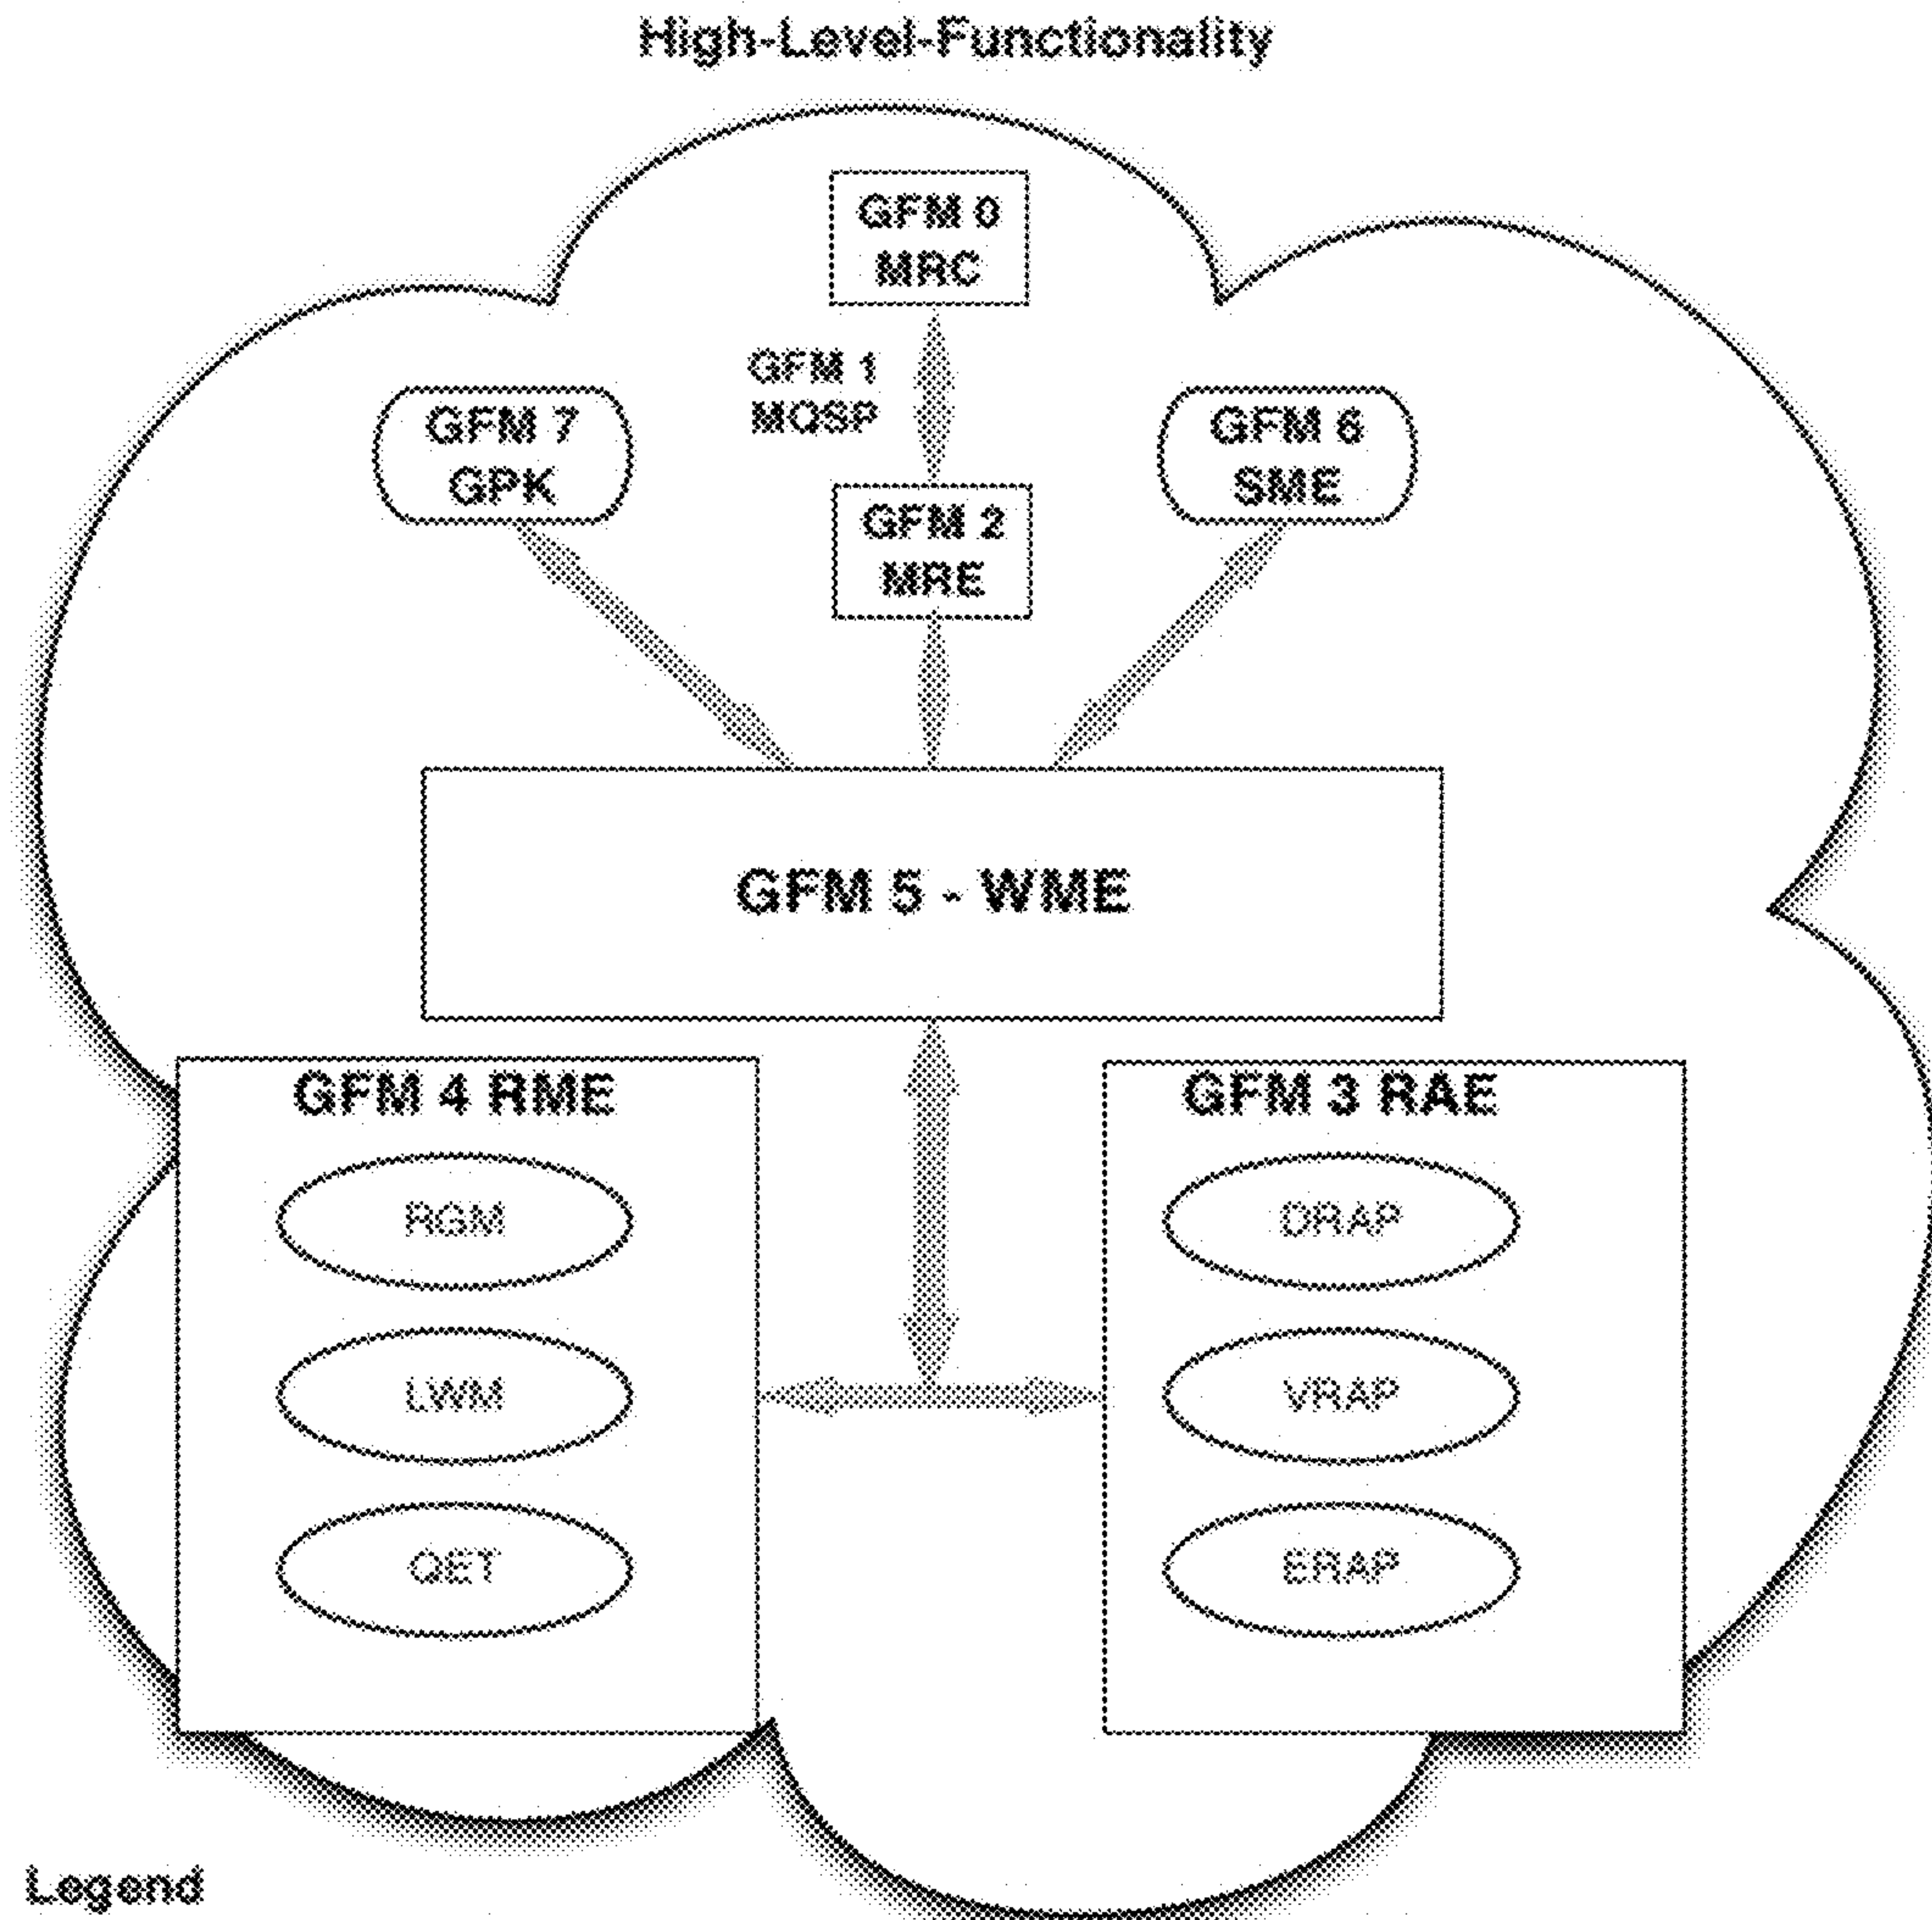 High-Level-Functionality
GFM 0
MRC
GFM 1
MQSP
GFM 7
GPK
GFM 6
SME
GFM 2
MRE
GFM 5 - WME
GFM 4 RME
GFM 3 RAE
RGM
DRAP
LWM
VRAP
QET
ERAP
Legend